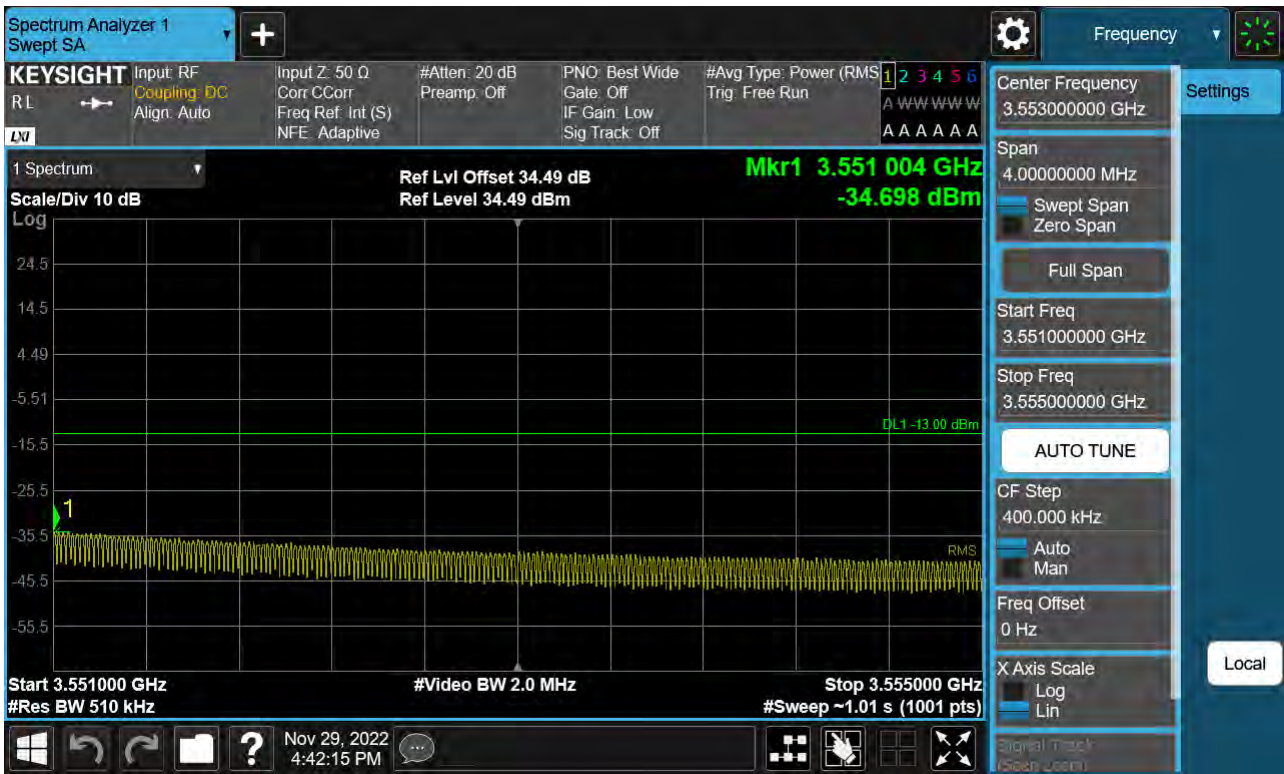 Spectrum Analyzer 1
Swept SA
+
Frequency
KEYSIGHT
RL
LXI
Input: RF
Coupling: DC
Align: Auto
Input Z: 50 Ω
Corr CCorr
Freq Ref: Int (S)
NFE: Adaptive
#Atten: 20 dB
Preamp: Off
PNO: Best Wide
Gate: Off
IF Gain: Low
Sig Track: Off
#Avg Type: Power (RMS
Trig: Free Run
1 2 3 4 5 6
A W W W W W
A A A A A A
1 Spectrum
Scale/Div 10 dB
Log
Ref Lvl Offset 34.49 dB
Ref Level 34.49 dBm
Mkr1 3.551 004 GHz
-34.698 dBm
24.5
14.5
4.49
-5.51
-15.5
-25.5
-35.5
-45.5
-55.5
DL1 -13.00 dBm
1
RMS
Start 3.551000 GHz
#Res BW 510 kHz
#Video BW 2.0 MHz
Stop 3.555000 GHz
#Sweep ~1.01 s (1001 pts)
Center Frequency
3.553000000 GHz
Span
4.00000000 MHz
Swept Span
Zero Span
Full Span
Start Freq
3.551000000 GHz
Stop Freq
3.555000000 GHz
AUTO TUNE
CF Step
400.000 kHz
Auto
Man
Freq Offset
0 Hz
X Axis Scale
Log
Lin
Signal Track
(Span Zoom)
Settings
Local
?
Nov 29, 2022
4:42:15 PM